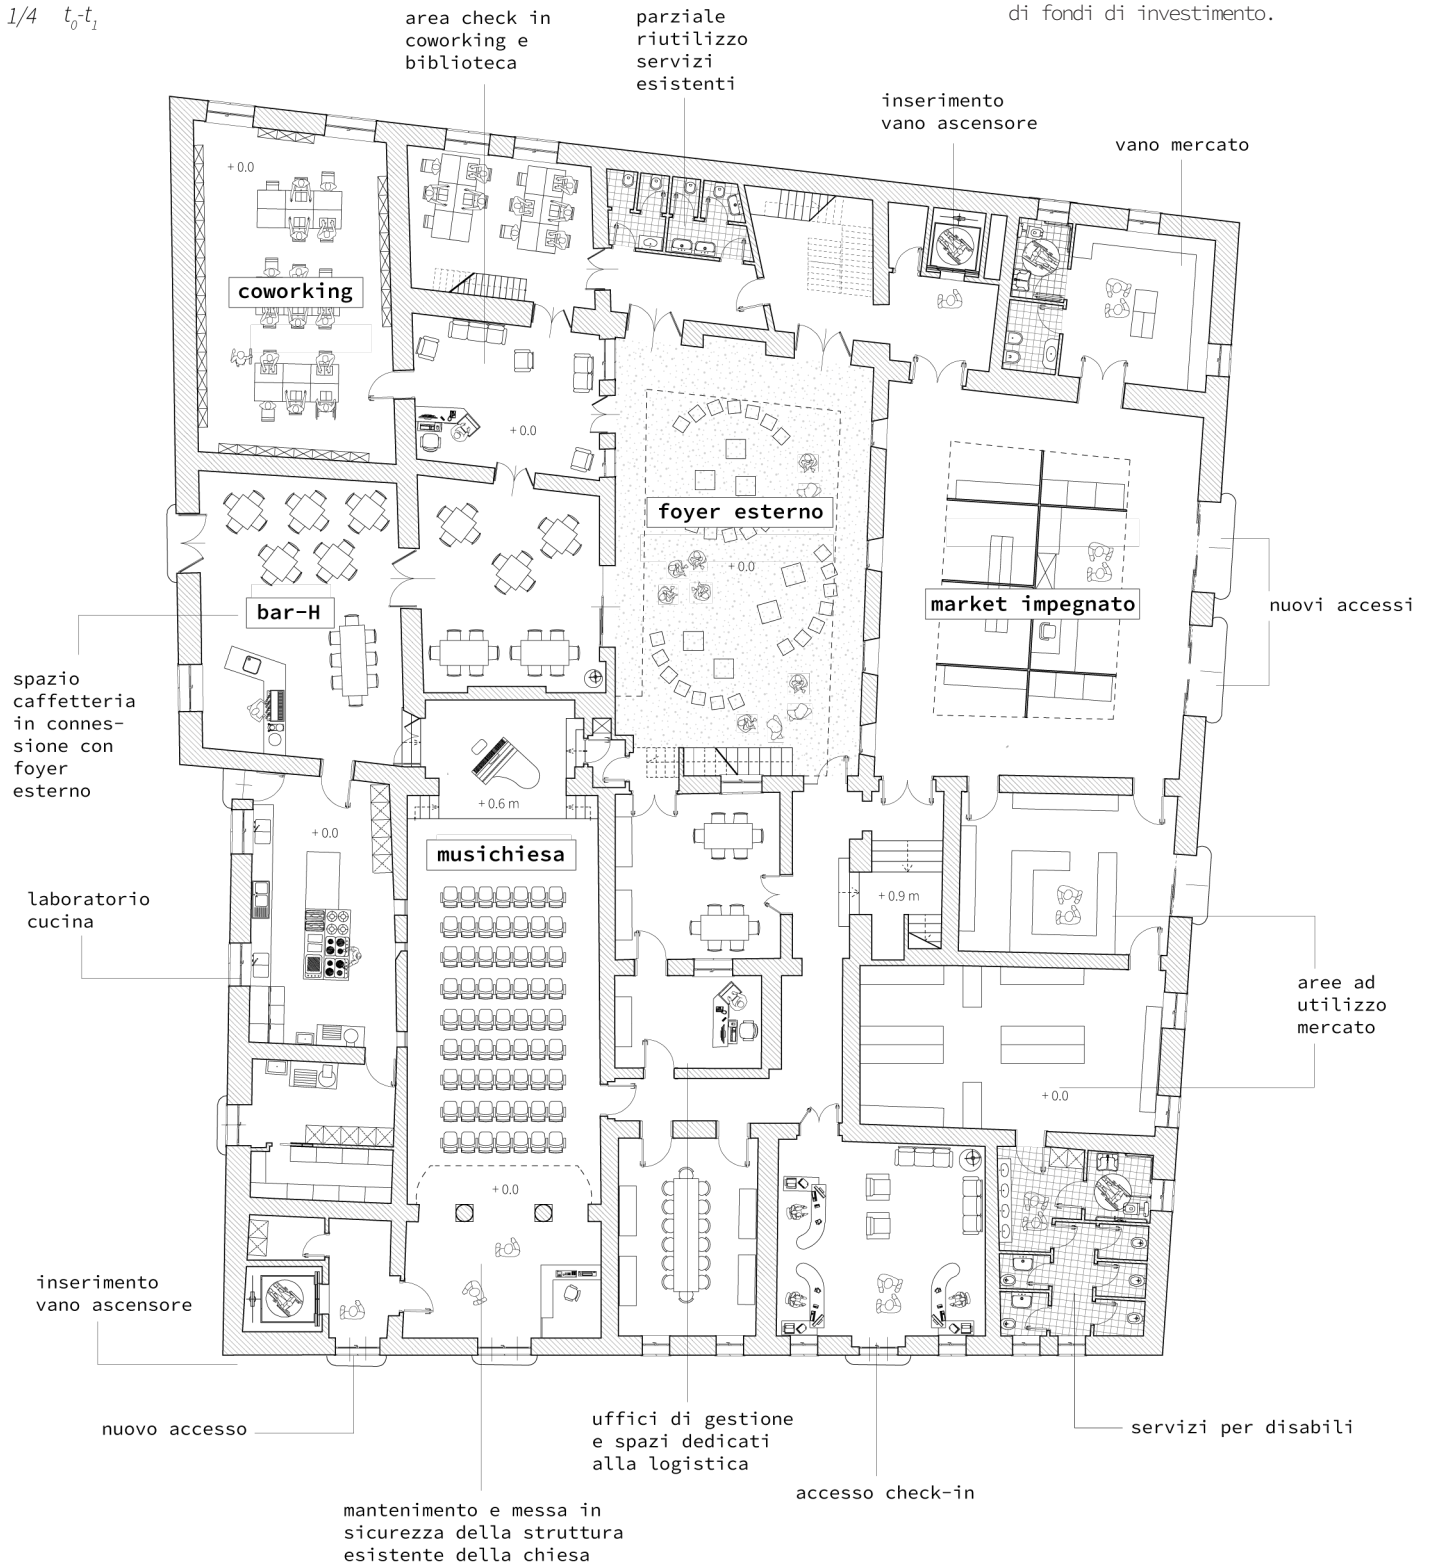 1/4 t0-t1
di fondi di investimento.
area check in
coworking e
biblioteca
parziale
riutilizzo
servizi
esistenti
inserimento
vano ascensore
vano mercato
+ 0.0
coworking
+ 0.0
foyer esterno
+ 0.0
bar-H
market impegnato
nuovi accessi
spazio
caffetteria
in connes-
sione con
foyer
esterno
+ 0.6 m
+ 0.0
musichiesa
+ 0.9 m
laboratorio
cucina
aree ad
utilizzo
mercato
+ 0.0
+ 0.0
inserimento
vano ascensore
nuovo accesso
uffici di gestione
e spazi dedicati
alla logistica
servizi per disabili
accesso check-in
mantenimento e messa in
sicurezza della struttura
esistente della chiesa